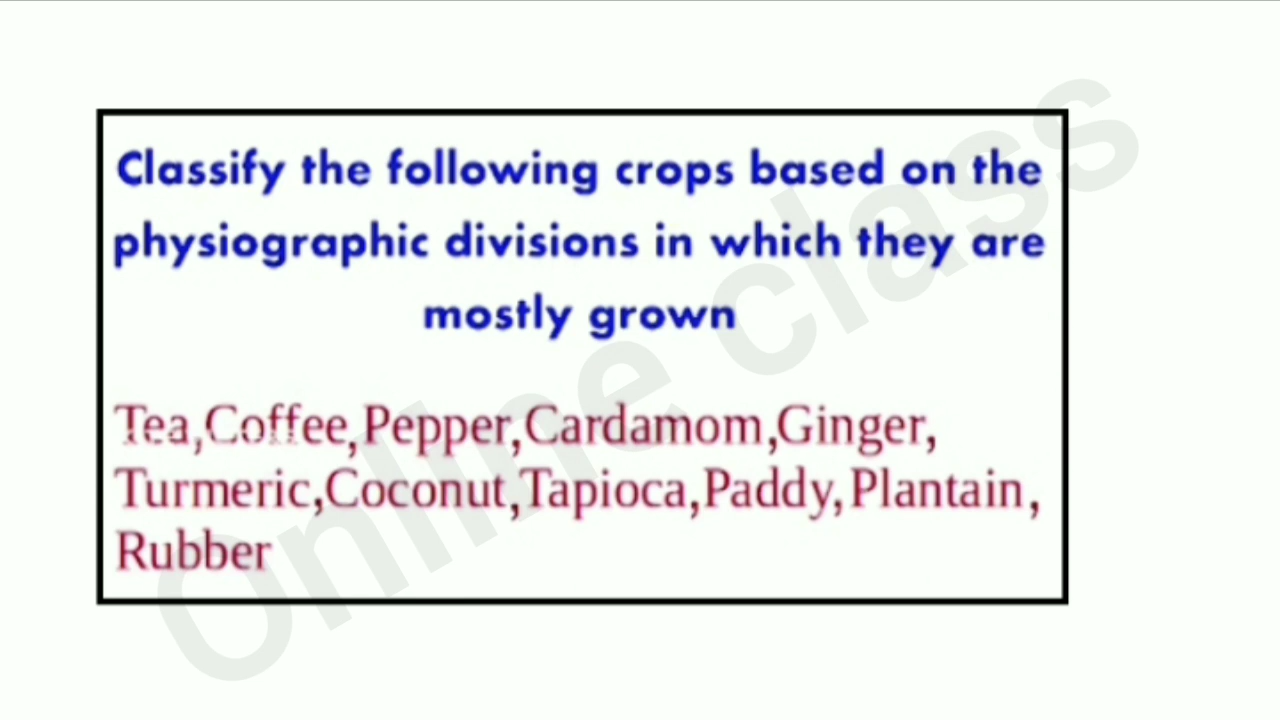 Classify the following crops based on the
physiographic divisions in which they are
mostly grown
Tea,Coffee,Pepper,Cardamom,Ginger,
Turmeric,Coconut,Tapioca,Paddy,Plantain,
Rubber
Online class